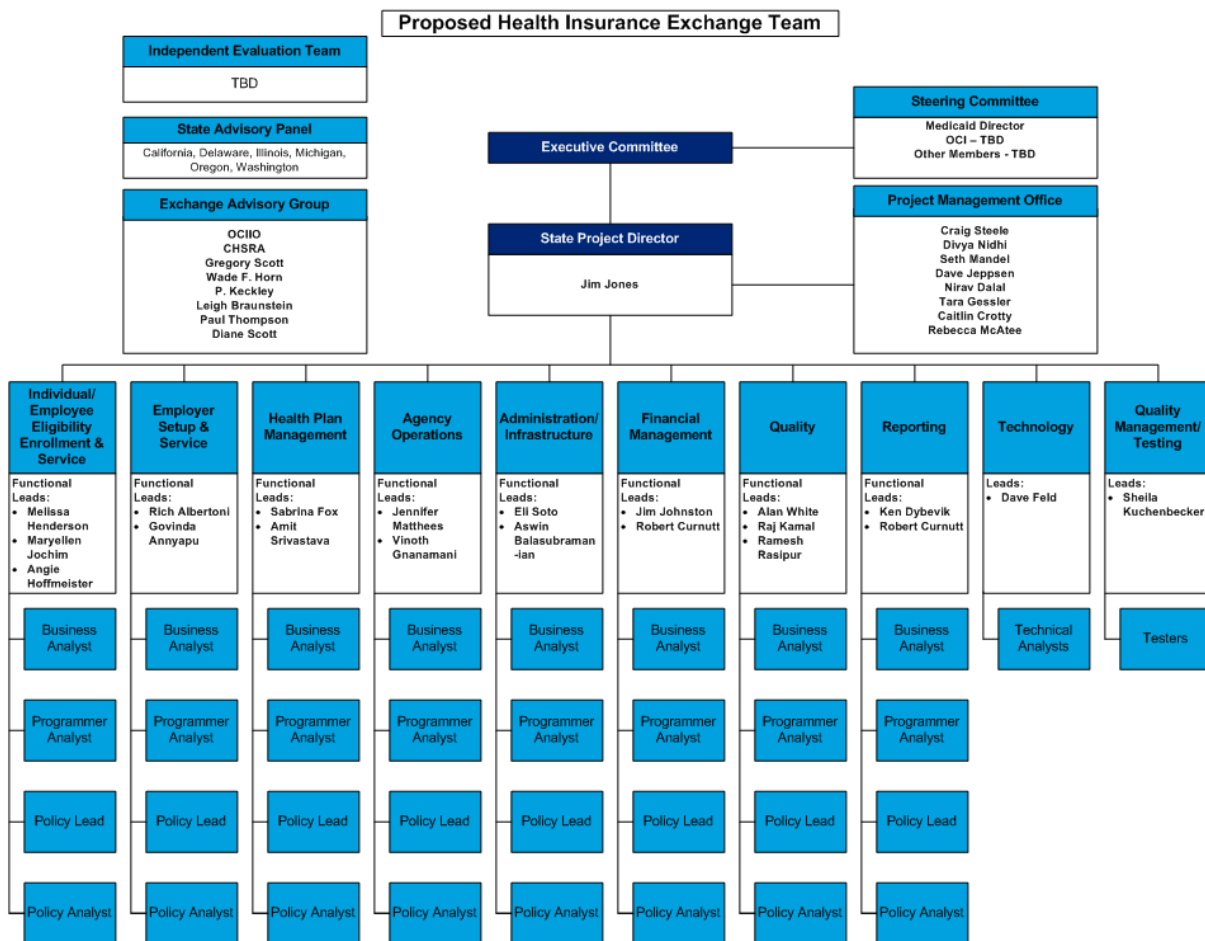 Proposed Health Insurance Exchange Team
Independent Evaluation Team
TBD
State Advisory Panel
California, Delaware, Illinois, Michigan,
Oregon, Washington
Exchange Advisory Group
OCIIO
CHSRA
Gregory Scott
Wade F. Horn
P. Keckley
Leigh Braunstein
Paul Thompson
Diane Scott
Executive Committee
State Project Director
Jim Jones
Steering Committee
Medicaid Director
OCI – TBD
Other Members - TBD
Project Management Office
Craig Steele
Divya Nidhi
Seth Mandel
Dave Jeppsen
Nirav Dalal
Tara Gessler
Caitlin Crotty
Rebecca McAtee
Individual/
Employee
Eligibility
Enrollment &
Service
Functional
Leads:
• Melissa
Henderson
• Maryellen
Jochim
• Angie
Hoffmeister
Business
Analyst
Programmer
Analyst
Policy Lead
Policy Analyst
Employer
Setup &
Service
Functional
Leads:
• Rich Albertoni
• Govinda
Annyapu
Business
Analyst
Programmer
Analyst
Policy Lead
Policy Analyst
Health Plan
Management
Functional
Leads:
• Sabrina Fox
• Amit
Srivastava
Business
Analyst
Programmer
Analyst
Policy Lead
Policy Analyst
Agency
Operations
Functional
Leads:
• Jennifer
Matthees
• Vinoth
Gnanamani
Business
Analyst
Programmer
Analyst
Policy Lead
Policy Analyst
Administration/
Infrastructure
Functional
Leads:
• Eli Soto
• Aswin
Balasubraman
-ian
Business
Analyst
Programmer
Analyst
Policy Lead
Policy Analyst
Financial
Management
Functional
Leads:
• Jim Johnston
• Robert Curnutt
Business
Analyst
Programmer
Analyst
Policy Lead
Policy Analyst
Quality
Functional
Leads:
• Alan White
• Raj Kamal
• Ramesh
Rasipur
Business
Analyst
Programmer
Analyst
Policy Lead
Policy Analyst
Reporting
Functional
Leads:
• Ken Dybevik
• Robert Curnutt
Business
Analyst
Programmer
Analyst
Policy Lead
Policy Analyst
Technology
Leads:
• Dave Feld
Technical
Analysts
Quality
Management/
Testing
Leads:
• Sheila
Kuchenbecker
Testers